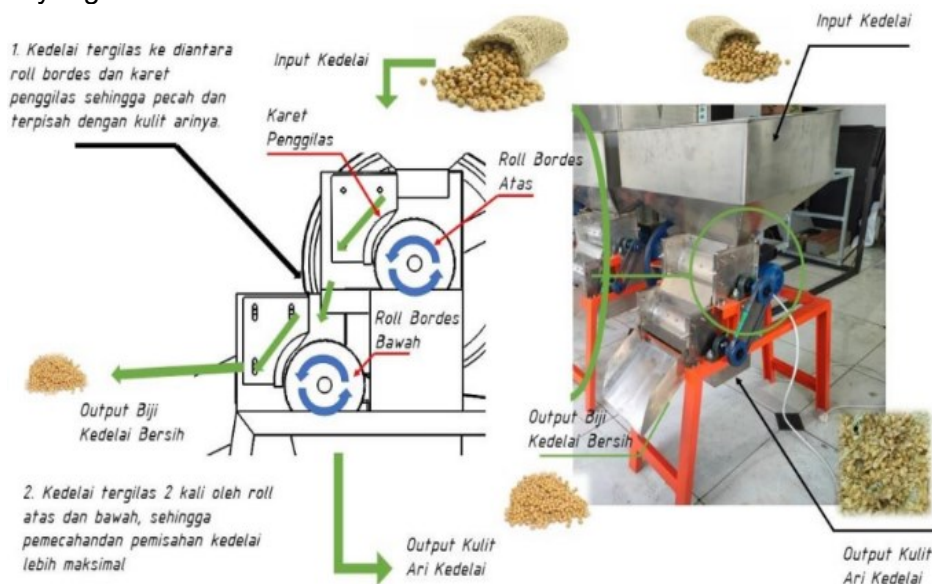 1. Kedelai tergilas ke diantara
roll bordes dan karet
penggilas sehingga pecah dan
terpisah dengan kulit arinya.
Input Kedelai
Karet
Penggilas
Roll Bordes
Atas
Roll Bordes
Bawah
Output Biji
Kedelai Bersih
2. Kedelai tergilas 2 kali oleh roll
atas dan bawah, sehingga
pemecahandan pemisahan kedelai
lebih maksimal
Output Kulit
Ari Kedelai
Input Kedelai
Output Biji
Kedelai Bersih
Output Kulit
Ari Kedelai